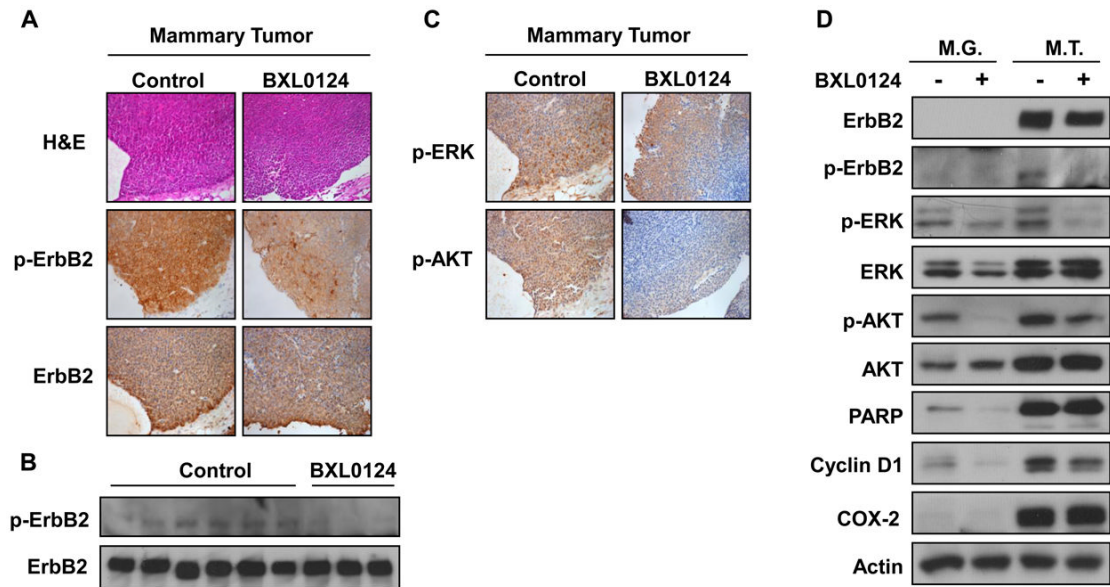 A
Mammary Tumor
Control BXL0124
H&E
p-ErbB2
ErbB2
B
Control BXL0124
p-ErbB2
ErbB2
C
Mammary Tumor
Control BXL0124
p-ERK
p-AKT
D
M.G. M.T.
BXL0124 - + - +
ErbB2
p-ErbB2
p-ERK
ERK
p-AKT
AKT
PARP
Cyclin D1
COX-2
Actin